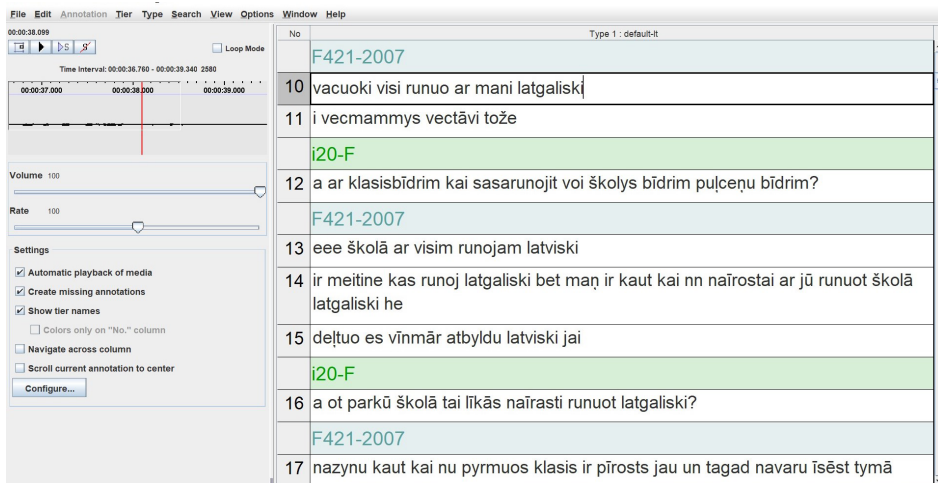 File Edit Annotation Tier Type Search View Options Window Help
00:00:38.099
Loop Mode
Time Interval: 00:00:36.760 - 00:00:39.340 2580
00:00:37.000 00:00:38.000 00:00:39.000
Volume 100
Rate 100
Settings
Automatic playback of media
Create missing annotations
Show tier names
Colors only on "No." column
Navigate across column
Scroll current annotation to center
Configure...
No Type 1 : default-lt
F421-2007
10 vacuoki visi runuo ar mani latgaliski
11 i vecmammys vectāvi tože
i20-F
12 a ar klasisbīdrim kai sasarunojit voi školys bīdrim puļceņu bīdrim?
F421-2007
13 eee školā ar visim runojam latviski
14 ir meitine kas runoj latgaliski bet maņ ir kaut kai nn naīrostai ar jū runuot školā
latgaliski he
15 deļtuo es vīnmār atbyldu latviski jai
i20-F
16 a ot parkū školā tai līkās naīrasti runuot latgaliski?
F421-2007
17 nazynu kaut kai nu pyrmuos klasis ir pīrosts jau un tagad navaru īsēst tymā